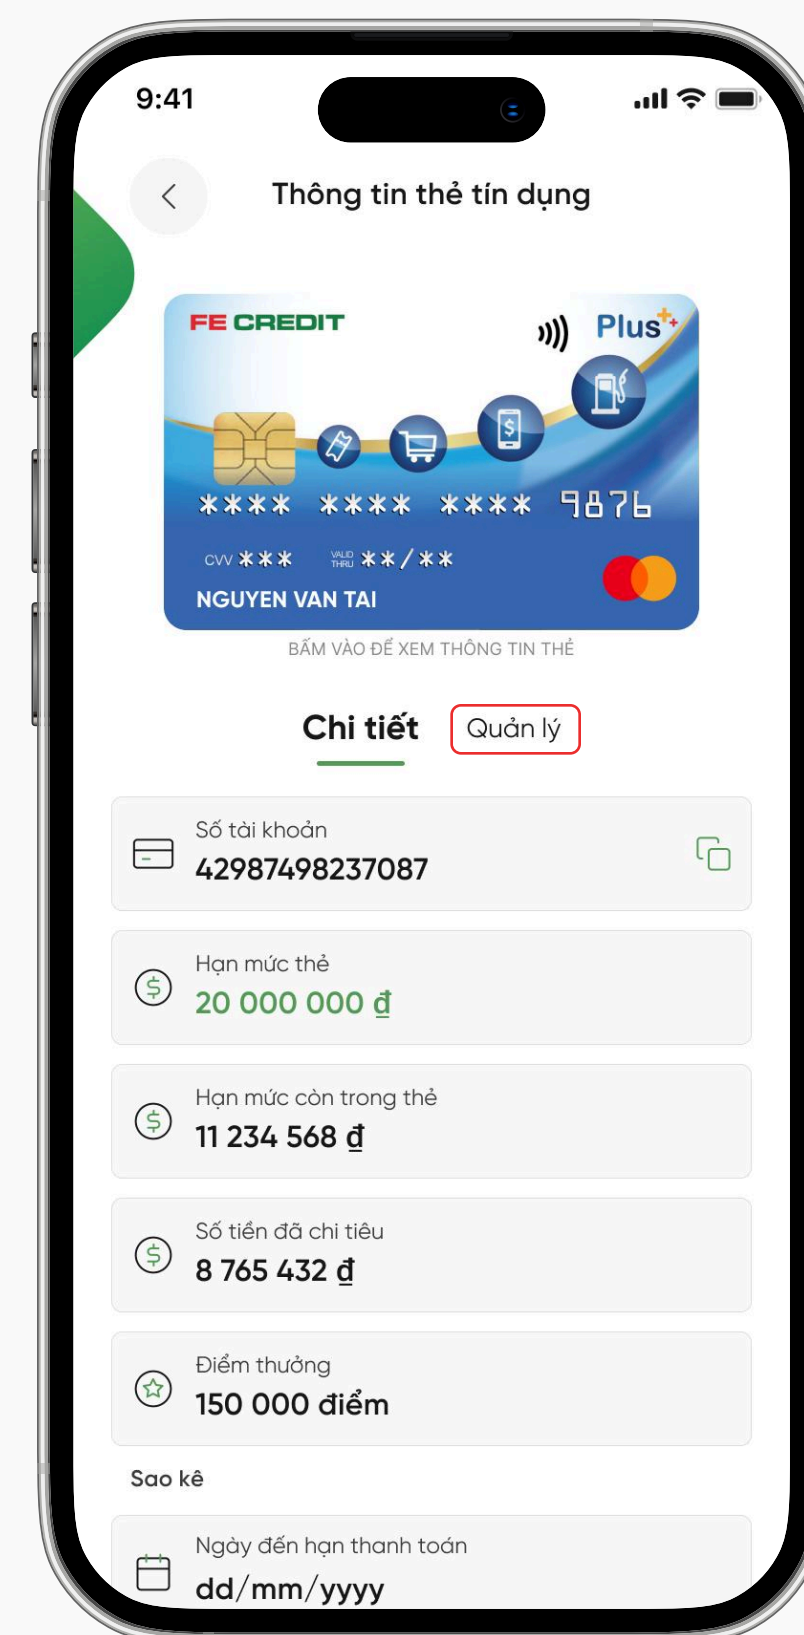 9:41
Thông tin thẻ tín dụng
FE CREDIT
Plus++
**** **** **** 9876
CVV *** VALID THRU **/**
NGUYEN VAN TAI
BẤM VÀO ĐỂ XEM THÔNG TIN THẺ
Chi tiết Quản lý
Số tài khoản
42987498237087
Hạn mức thẻ
20 000 000 ₫
Hạn mức còn trong thẻ
11 234 568 ₫
Số tiền đã chi tiêu
8 765 432 ₫
Điểm thưởng
150 000 điểm
Sao kê
Ngày đến hạn thanh toán
dd/mm/yyyy